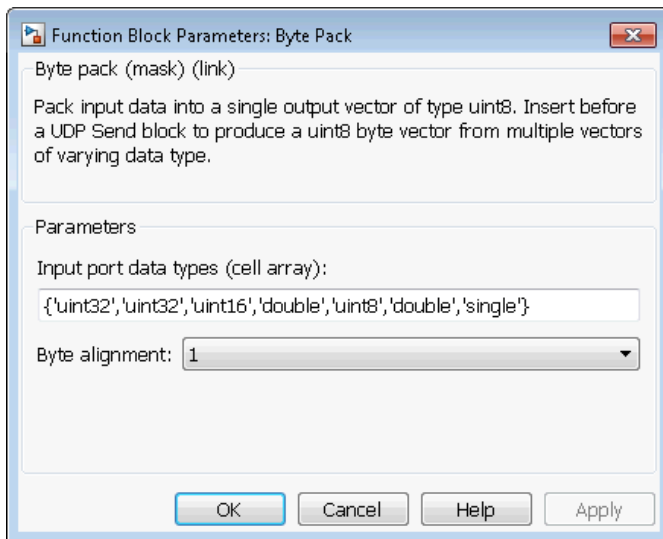 Function Block Parameters: Byte Pack
Byte pack (mask) (link)
Pack input data into a single output vector of type uint8. Insert before
a UDP Send block to produce a uint8 byte vector from multiple vectors
of varying data type.
Parameters
Input port data types (cell array):
{'uint32','uint32','uint16','double','uint8','double','single'}
Byte alignment: 1
OK Cancel Help Apply